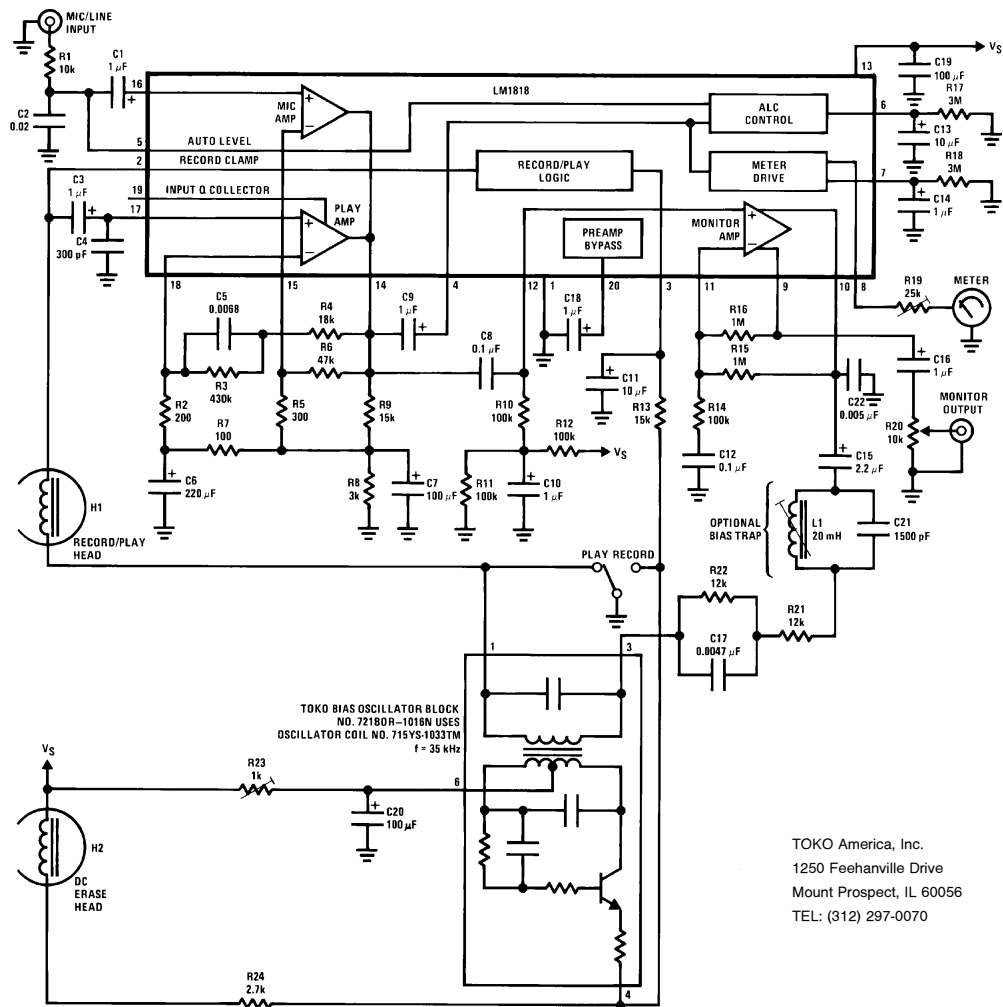 MIC/LINE
INPUT
R1
10k
C1
1 μF
+
C2
0.02
16
5
2
19
17
LM1818
+
MIC
AMP
−
AUTO LEVEL
RECORD CLAMP
INPUT Q COLLECTOR
PLAY
AMP
+
−
RECORD/PLAY
LOGIC
ALC
CONTROL
METER
DRIVE
PREAMP
BYPASS
MONITOR
AMP
+
−
13
VS
C19
100 μF
+
6
R17
3M
C13
10 μF
+
R18
3M
7
C14
1 μF
+
C3
1 μF
+
C4
300 pF
18
15
14
4
12
1
20
3
11
9
10
8
R19
25k
METER
C5
0.0068
R4
18k
C9
1 μF
+
R6
47k
C8
0.1 μF
C18
1 μF
+
R16
1M
R15
1M
C16
1 μF
+
R3
430k
R2
200
R7
100
R5
300
R9
15k
R10
100k
C11
10 μF
+
R13
15k
R14
100k
C22
0.005 μF
MONITOR
OUTPUT
R20
10k
R12
100k
VS
C6
220 μF
+
R8
3k
C7
100 μF
+
R11
100k
C10
1 μF
+
C12
0.1 μF
C15
2.2 μF
+
H1
RECORD/PLAY
HEAD
OPTIONAL
BIAS TRAP
L1
20 mH
C21
1500 pF
PLAY RECORD
R22
12k
C17
0.0047 μF
R21
12k
1
3
TOKO BIAS OSCILLATOR BLOCK
NO. 721BOR–1016N USES
OSCILLATOR COIL NO. 715YS-1033TM
f = 35 kHz
VS
R23
1k
6
C20
100 μF
+
H2
DC
ERASE
HEAD
R24
2.7k
4
TOKO America, Inc.
1250 Feehanville Drive
Mount Prospect, IL 60056
TEL: (312) 297-0070